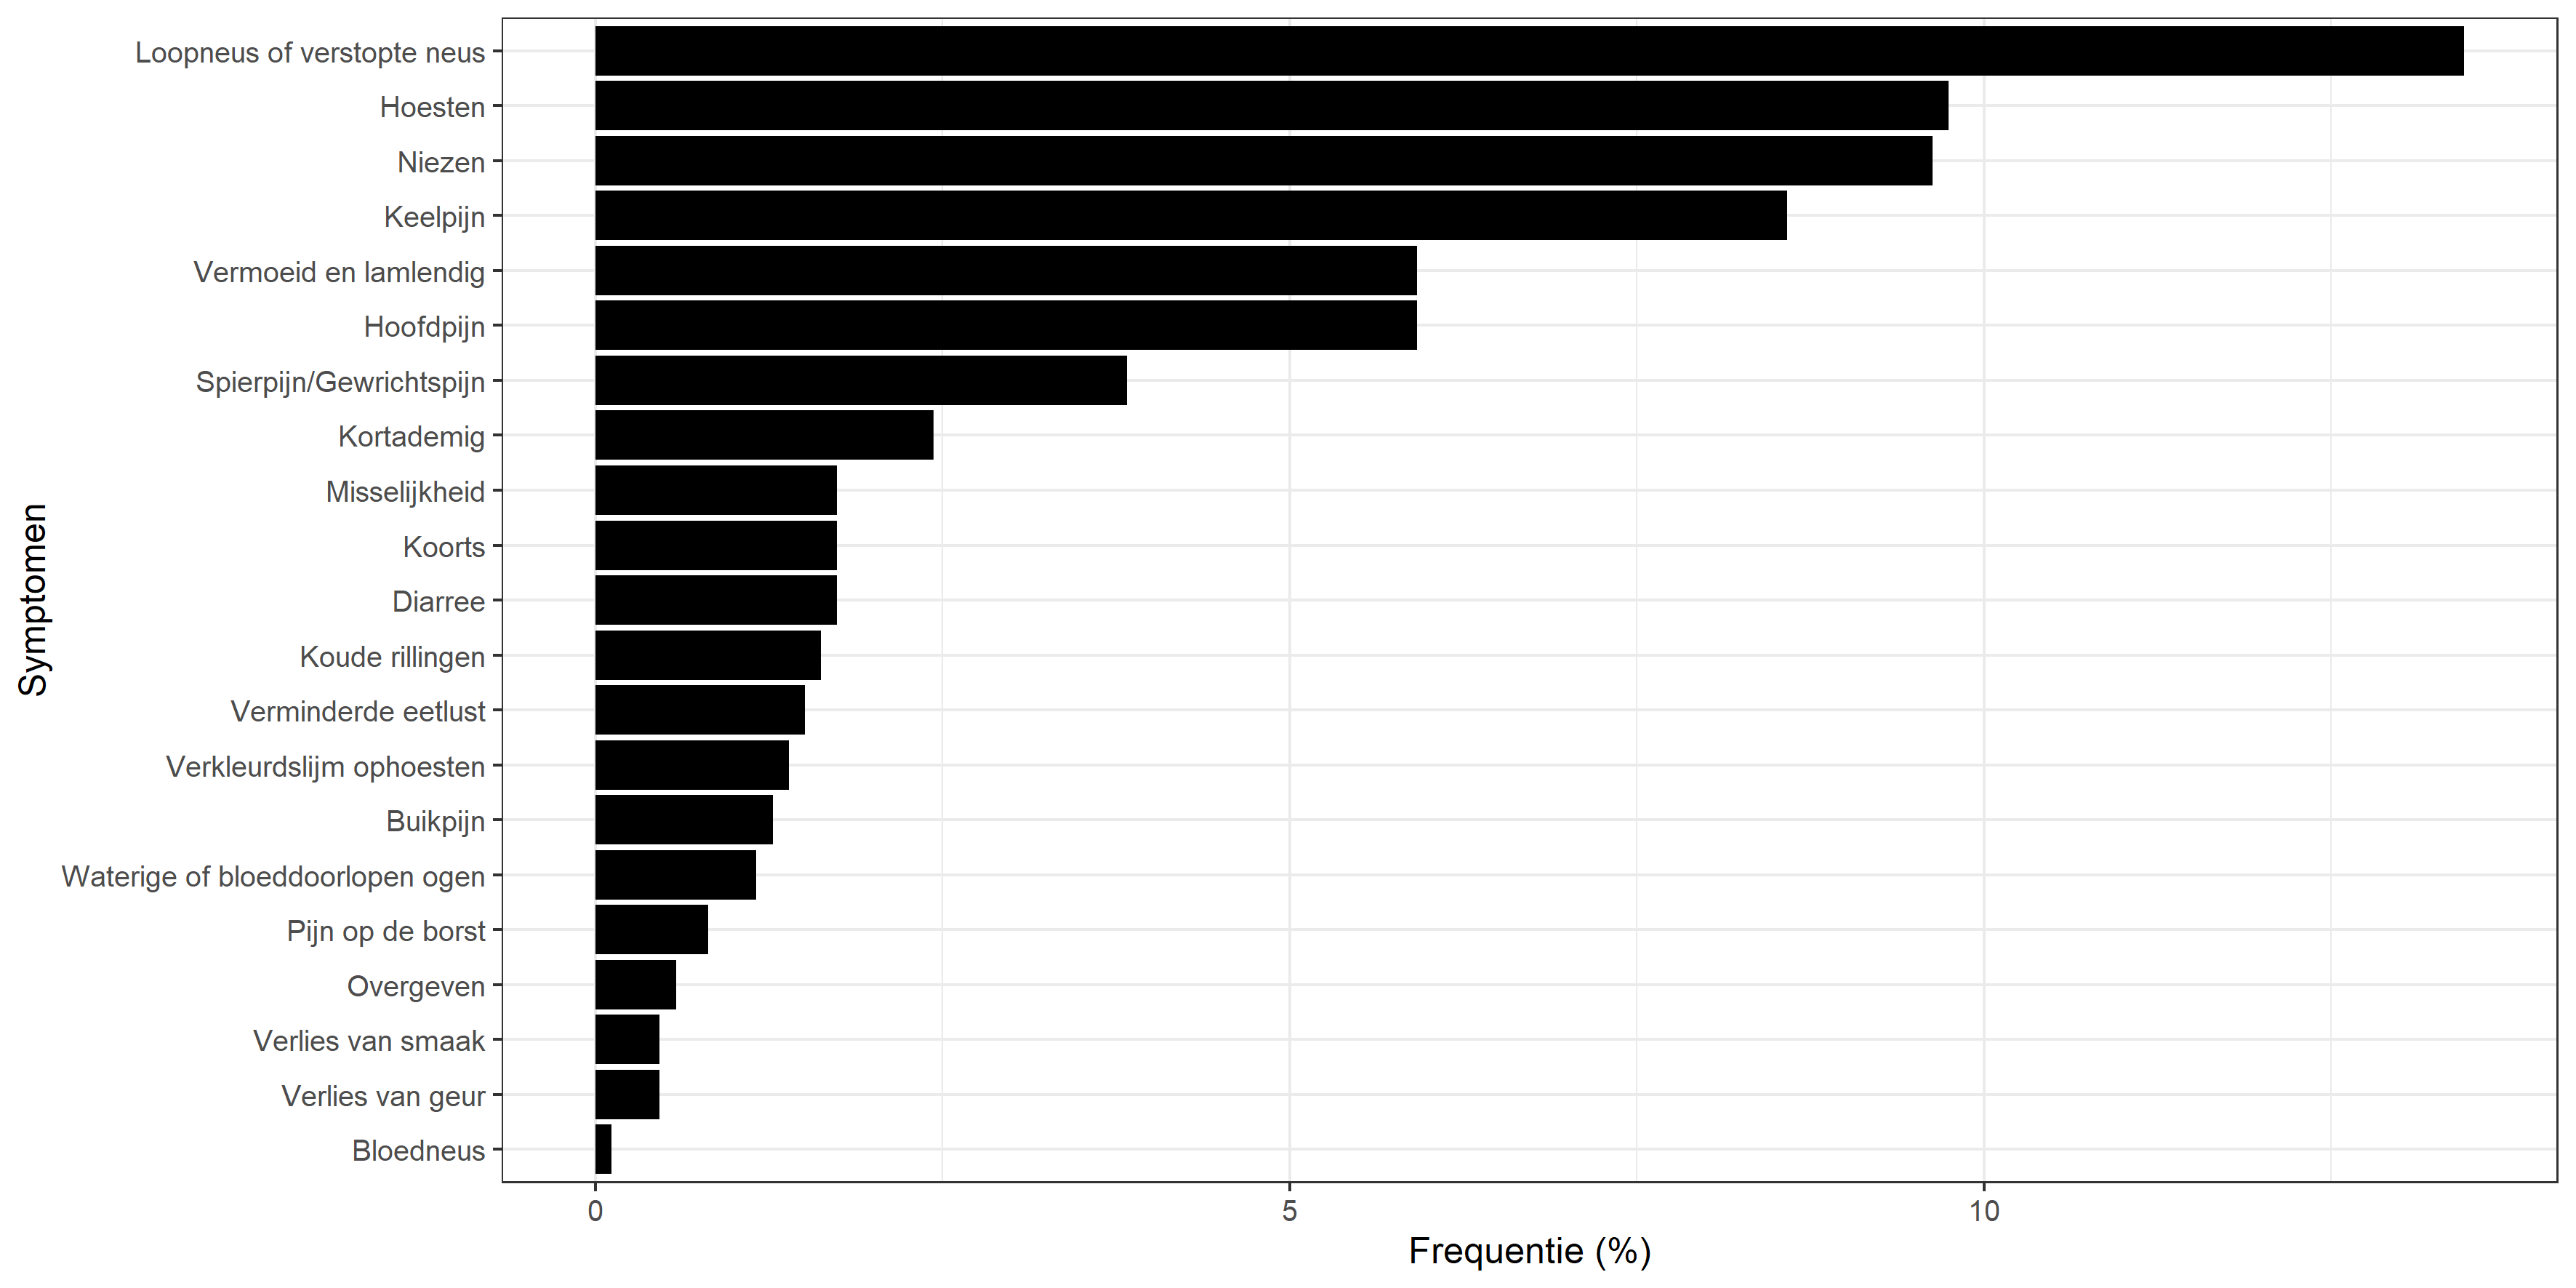 Loopneus of verstopte neus
Hoesten
Niezen
Keelpijn
Vermoeid en lamlendig
Hoofdpijn
Spierpijn/Gewrichtspijn
Kortademig
Misselijkheid
Koorts
Diarree
Koude rillingen
Verminderde eetlust
Verkleurdslijm ophoesten
Buikpijn
Waterige of bloeddoorlopen ogen
Pijn op de borst
Overgeven
Verlies van smaak
Verlies van geur
Bloedneus
Symptomen
0 5 10
Frequentie (%)